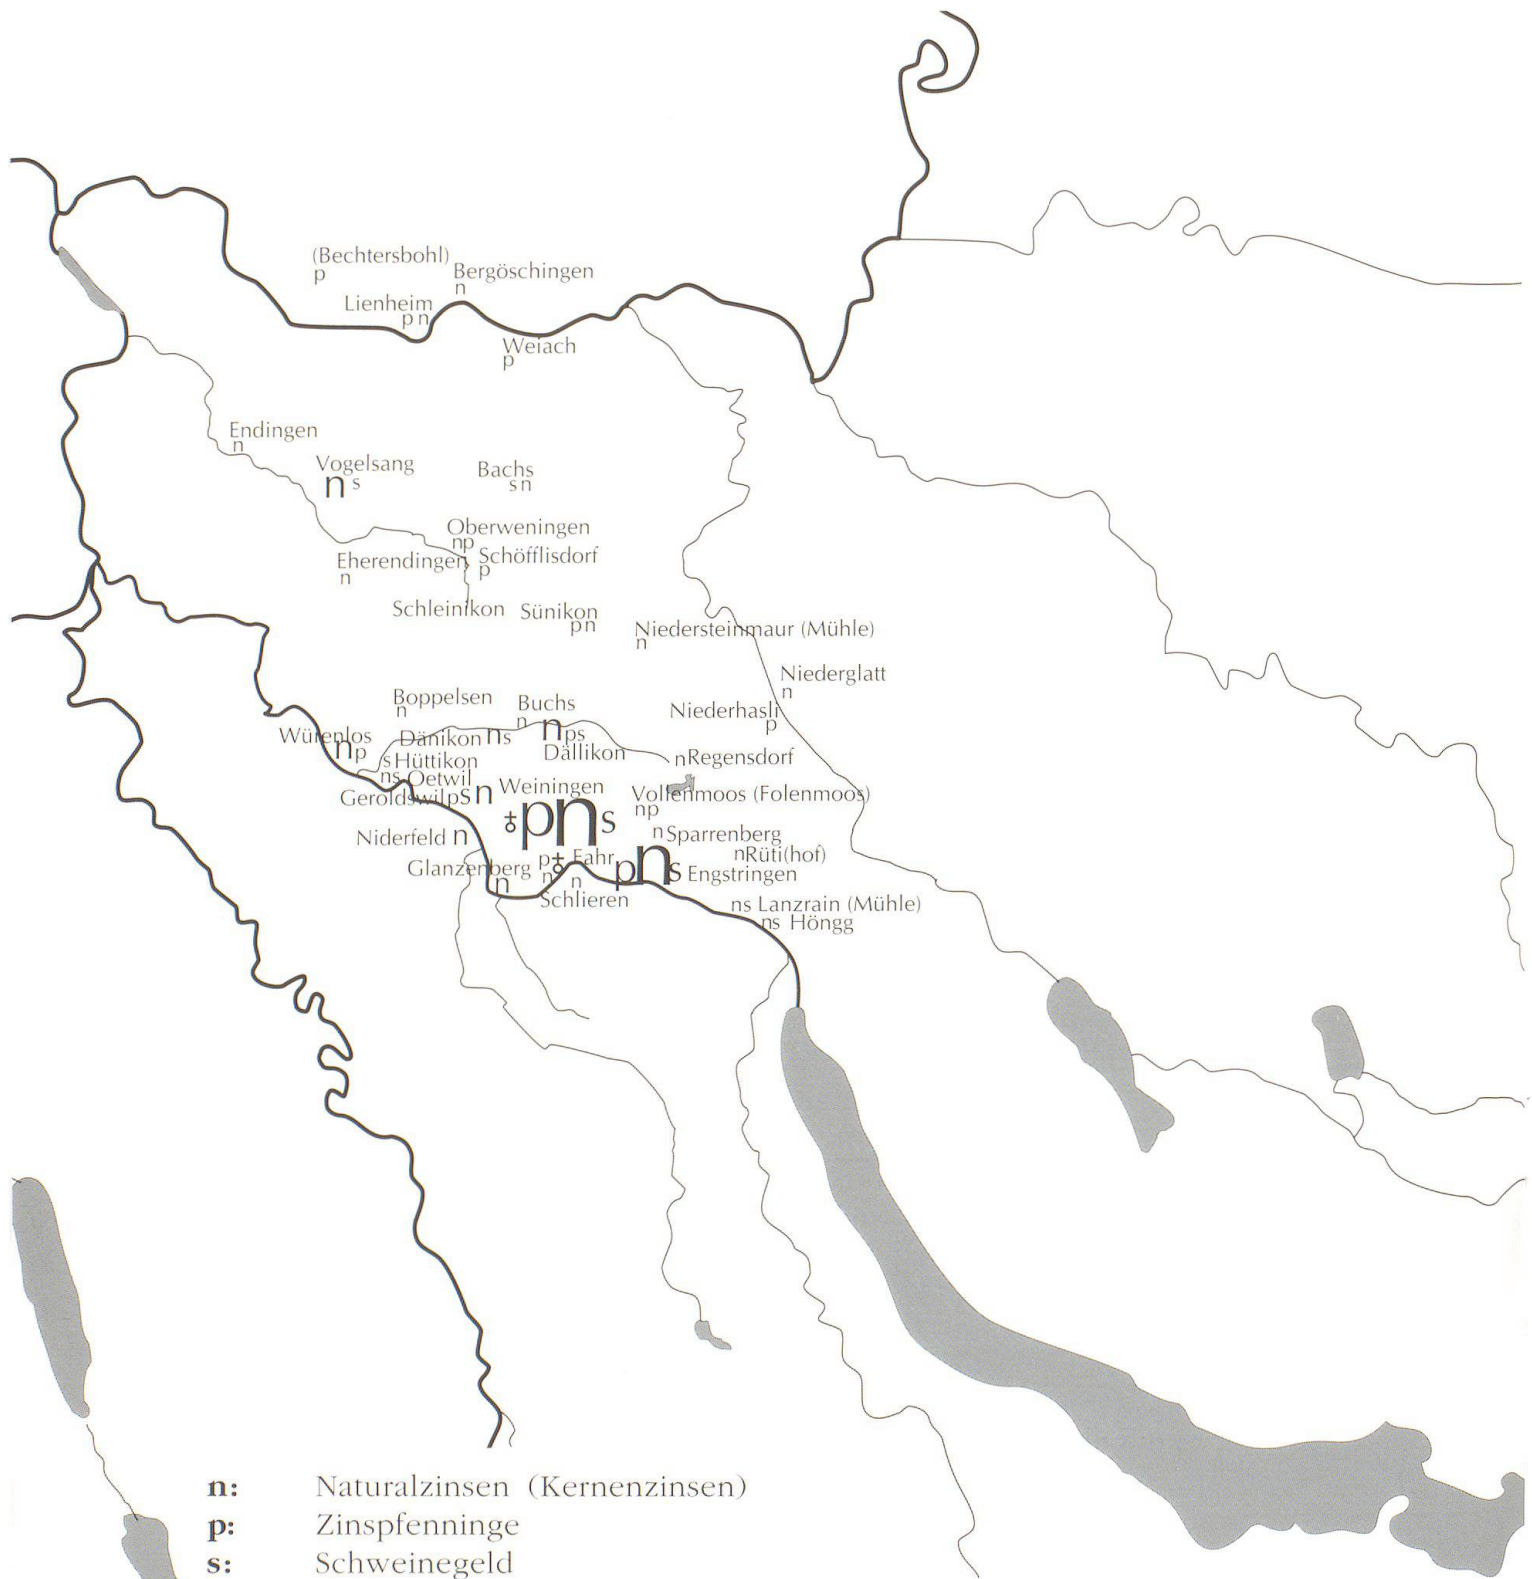 (Bechtersbohl)
p
Bergöschingen
n
Lienheim
p n
Weiach
p
Endingen
n
Vogelsang
n s
Bachs
s n
Oberweningen
np
Eherendingen
n
Schöfflisdorf
p
Schleinikon
Sünikon
p n
Niedersteinmaur (Mühle)
n
Niederglatt
n
Boppelsen
n
Buchs
n
Niederhasli
p
Würenlos
n p
Dänikon n s
n ps
Dällikon
s Hüttikon
n Regensdorf
ns Oetwil
Geroldswil p s n
Weiningen
♁ p n s
Vollenmoos (Folenmoos)
np
Niderfeld n
n Sparrenberg
n Rüti(hof)
Glanzenberg
n
p ♁ Fahr
n
n
Schlieren
p n s Engstringen
ns Lanzrain (Mühle)
ns Höngg
n: Naturalzinsen (Kernenzinsen)
p: Zinspfenninge
s: Schweinegeld